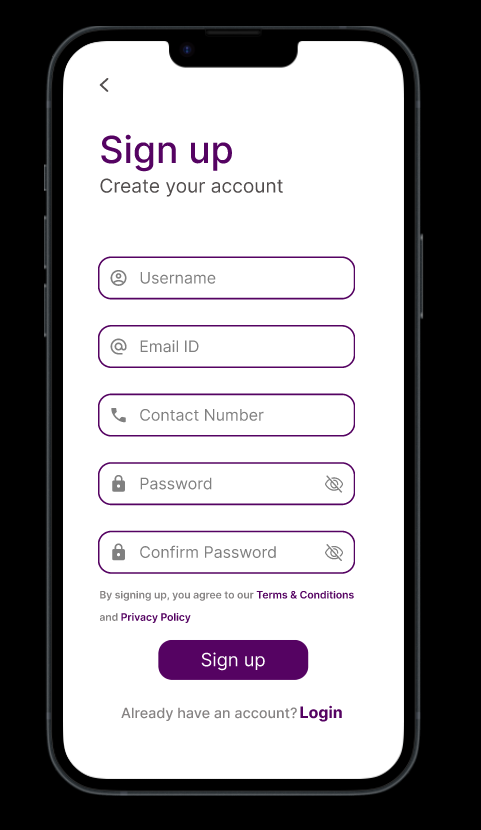 Sign up
Create your account
Username
Email ID
Contact Number
Password
Confirm Password
By signing up, you agree to our Terms & Conditions
and Privacy Policy
Sign up
Already have an account? Login